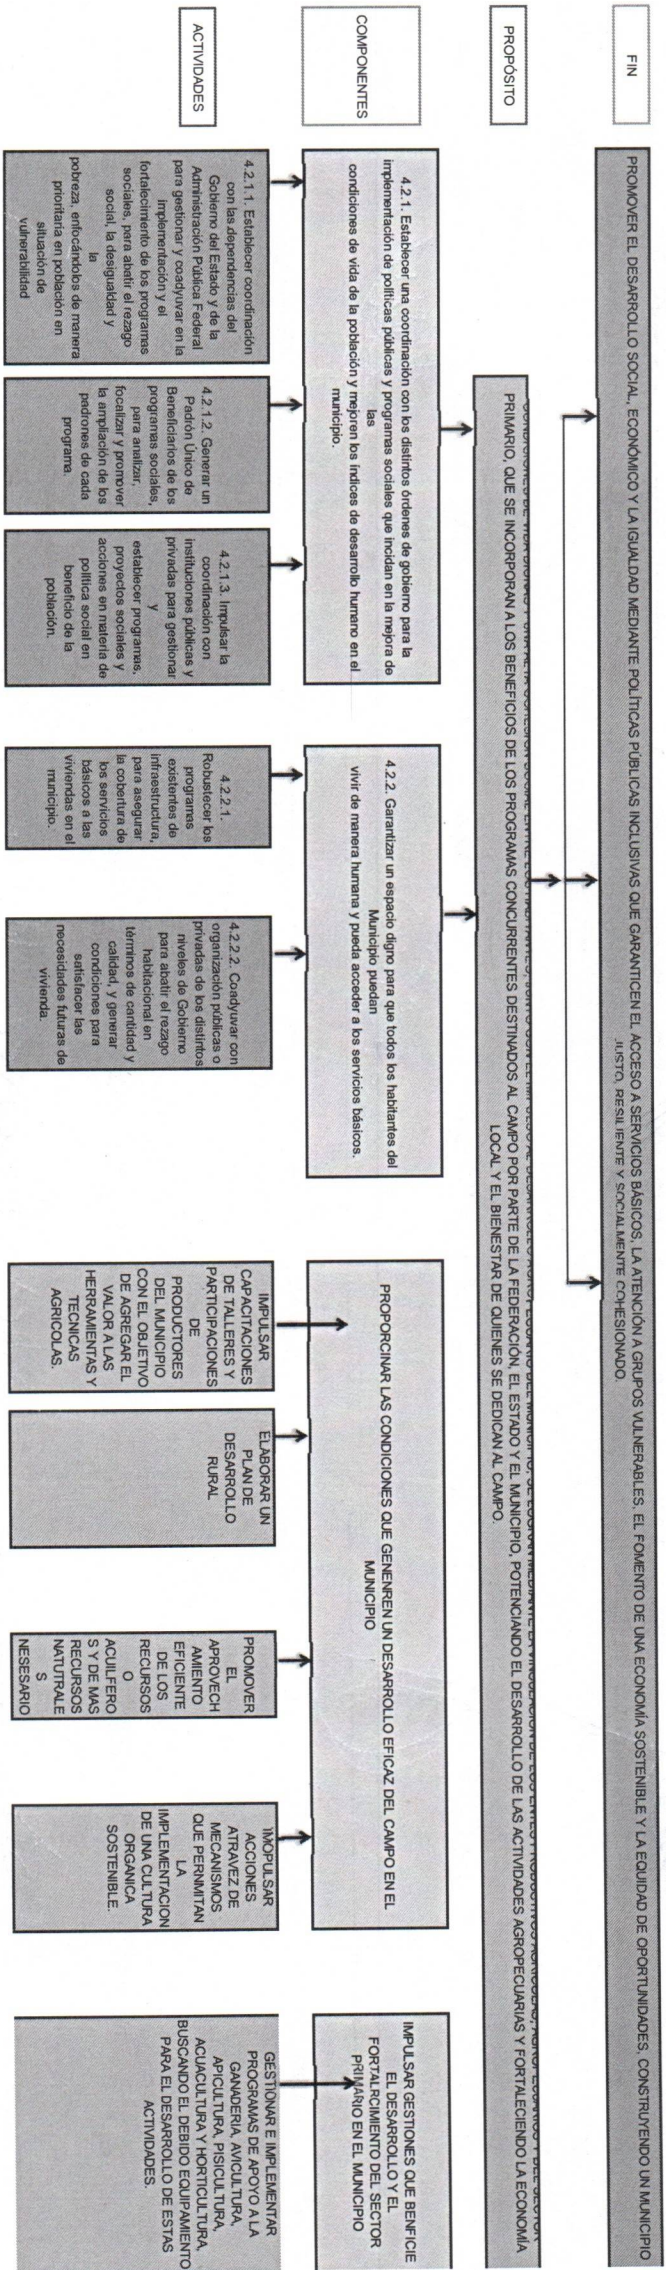 FIN
PROMOVER EL DESARROLLO SOCIAL, ECONÓMICO Y LA IGUALDAD MEDIANTE POLÍTICAS PÚBLICAS INCLUSIVAS QUE GARANTICEN EL ACCESO A SERVICIOS BÁSICOS, LA ATENCIÓN A GRUPOS VULNERABLES, EL FOMENTO DE UNA ECONOMÍA SOSTENIBLE Y LA EQUIDAD DE OPORTUNIDADES, CONSTRUYENDO UN MUNICIPIO
JUSTO, RESILIENTE Y SOCIALMENTE COHESIONADO.
PROPÓSITO
PRIMARIO, QUE SE INCORPORAN A LOS BENEFICIOS DE LOS PROGRAMAS CONCURRENTES DESTINADOS AL CAMPO POR PARTE DE LA FEDERACIÓN, EL ESTADO Y EL MUNICIPIO, POTENCIANDO EL DESARROLLO DE LAS ACTIVIDADES AGROPECUARIAS Y FORTALECIENDO LA ECONOMÍA
LOCAL Y EL BIENESTAR DE QUIENES SE DEDICAN AL CAMPO.
COMPONENTES
4.2.1. Establecer una coordinación con los distintos órdenes de gobierno para la
implementación de políticas públicas y programas sociales que incidan en la mejora de
las
condiciones de vida de la población y mejoren los índices de desarrollo humano en el
municipio.
4.2.2. Garantizar un espacio digno para que todos los habitantes del
Municipio puedan
vivir de manera humana y pueda acceder a los servicios básicos.
PROPORCINAR LAS CONDICIONES QUE GENENREN UN DESARROLLO EFICAZ DEL CAMPO EN EL
MUNICIPIO
IMPULSAR GESTIONES QUE BENFICIE
EL DESARROLLO Y EL
FORTALRCIMIENTO DEL SECTOR
PRIMARIO EN EL MUNICIPIO
ACTIVIDADES
4.2.1.1. Establecer coordinación
con las dependencias del
Gobierno del Estado y de la
Administración Pública Federal
para gestionar y coadyuvar en la
implementación y el
fortalecimiento de los programas
sociales, para abatir el rezago
social, la desigualdad y
la
pobreza, enfocándolos de manera
prioritaria en población en
situación de
vulnerabilidad
4.2.1.2. Generar un
Padrón Único de
Beneficiarios de los
programas sociales,
para analizar,
focalizar y promover
la ampliación de los
padrones de cada
programa.
4.2.1.3. Impulsar la
coordinación con
instituciones públicas y
privadas para gestionar
y
establecer programas,
proyectos sociales y
acciones en materia de
política social en
beneficio de la
población.
4.2.2.1.
Robustecer los
programas
existentes de
infraestructura,
para asegurar
la cobertura de
los servicios
básicos a las
viviendas en el
municipio.
4.2.2.2. Coadyuvar con
organización públicas o
privadas de los distintos
niveles de Gobierno
para abatir el rezago
habitacional en
términos de cantidad y
calidad, y generar
condiciones para
satisfacer las
necesidades futuras de
vivienda.
IMPULSAR
CAPACITACIONES
DE TALLERES Y
PARTICIPACIONES
DE
PRODUCTORES
DEL MUNICIPIO
CON EL OBJETIVO
DE AGREGAR EL
VALOR A LAS
HERRAMIENTAS Y
TECNICAS
AGRICOLAS.
ELABORAR UN
PLAN DE
DESARROLLO
RURAL
PROMOVER
EL
APROVECH
AMIENTO
EFICIENTE
DE LOS
RECURSOS
O
ACUILFERO
S Y DE MAS
RECURSOS
NATUTRALE
S
NESESARIO
IMOPULSAR
ACCIONES
ATRAVEZ DE
MECANISMOS
QUE PERNMITAN
LA
IMPLEMENTACION
DE UNA CULTURA
ORGANICA
SOSTENIBLE.
GESTIONAR E IMPLEMENTAR
PROGRAMAS DE APOYO A LA
GANADERIA, AVICULTURA,
APICULTURA, PISICULTURA,
ACUACULTURA Y HORTICULTURA,
BUSCANDO EL DEBIDO EQUIPAMIENTO
PARA EL DESARROLLO DE ESTAS
ACTIVIDADES.